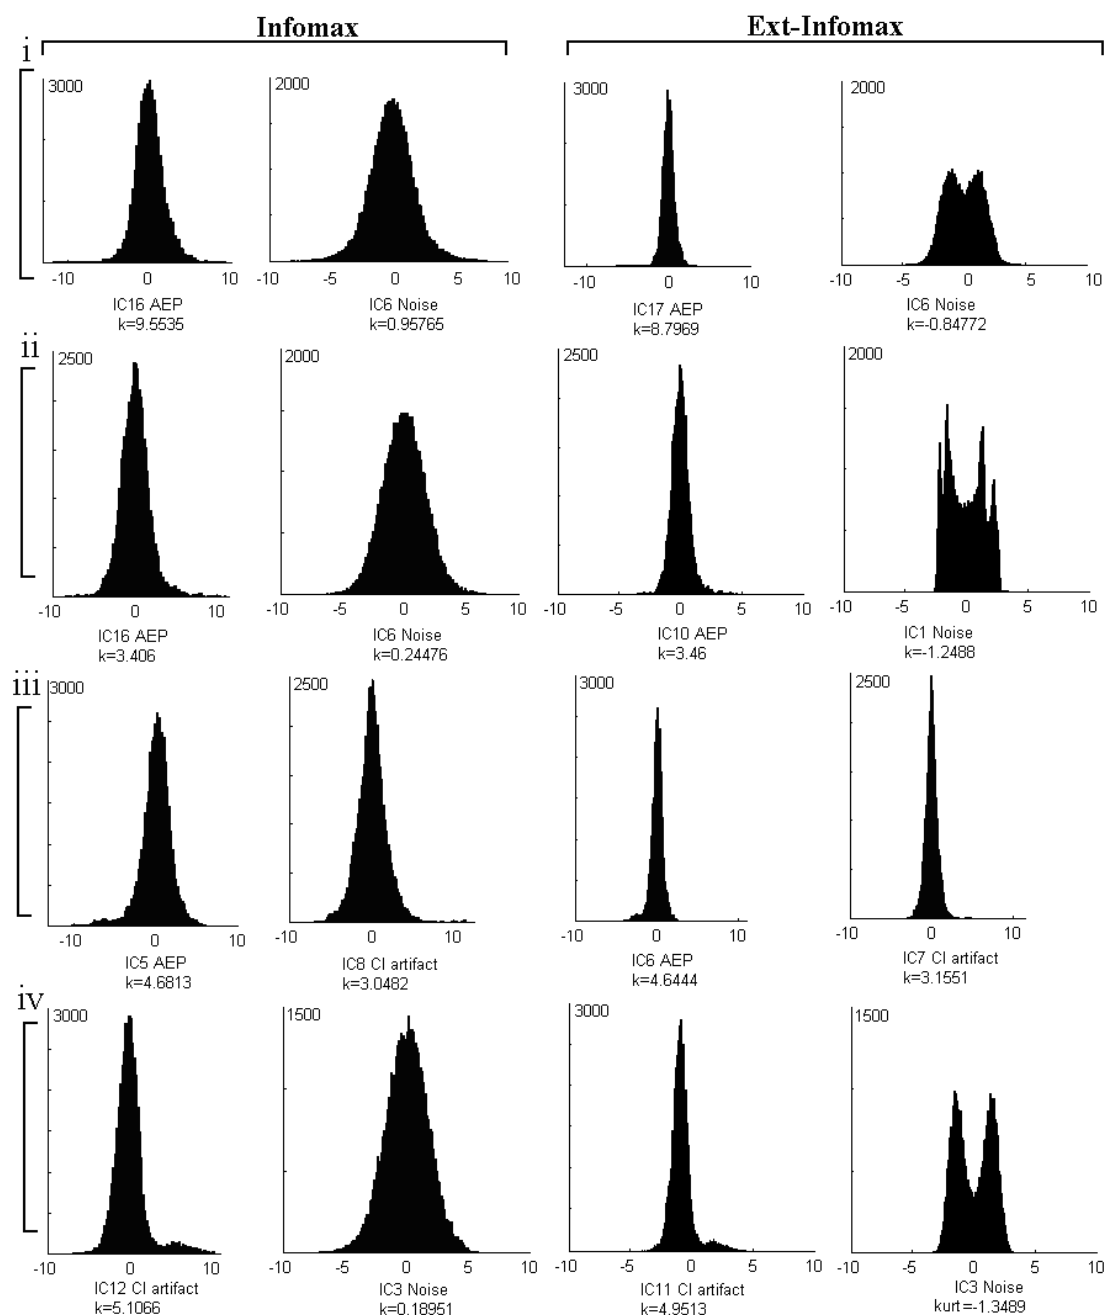 Infomax Ext-Infomax
i
3000 2000 3000 2000
-10 0 10 -10 -5 0 5 10 -10 0 10 -10 -5 0 5 10
IC16 AEP IC6 Noise IC17 AEP IC6 Noise
k=9.5535 k=0.95765 k=8.7969 k=-0.84772
ii
2500 2000 2500 2000
-10 -5 0 5 10 -10 -5 0 5 10 -10 -5 0 5 10 -10 -5 0 5 10
IC16 AEP IC6 Noise IC10 AEP IC1 Noise
k=3.406 k=0.24476 k=3.46 k=-1.2488
iii
3000 2500 3000 2500
-10 0 10 -10 0 10 -10 0 10 -10 0 10
IC5 AEP IC8 CI artifact IC6 AEP IC7 CI artifact
k=4.6813 k=3.0482 k=4.6444 k=3.1551
iv
3000 1500 3000 1500
-10 -5 0 5 10 -10 -5 0 5 10 -10 -5 0 5 10 -10 -5 0 5 10
IC12 CI artifact IC3 Noise IC11 CI artifact IC3 Noise
k=5.1066 k=0.18951 k=4.9513 kurt=-1.3489